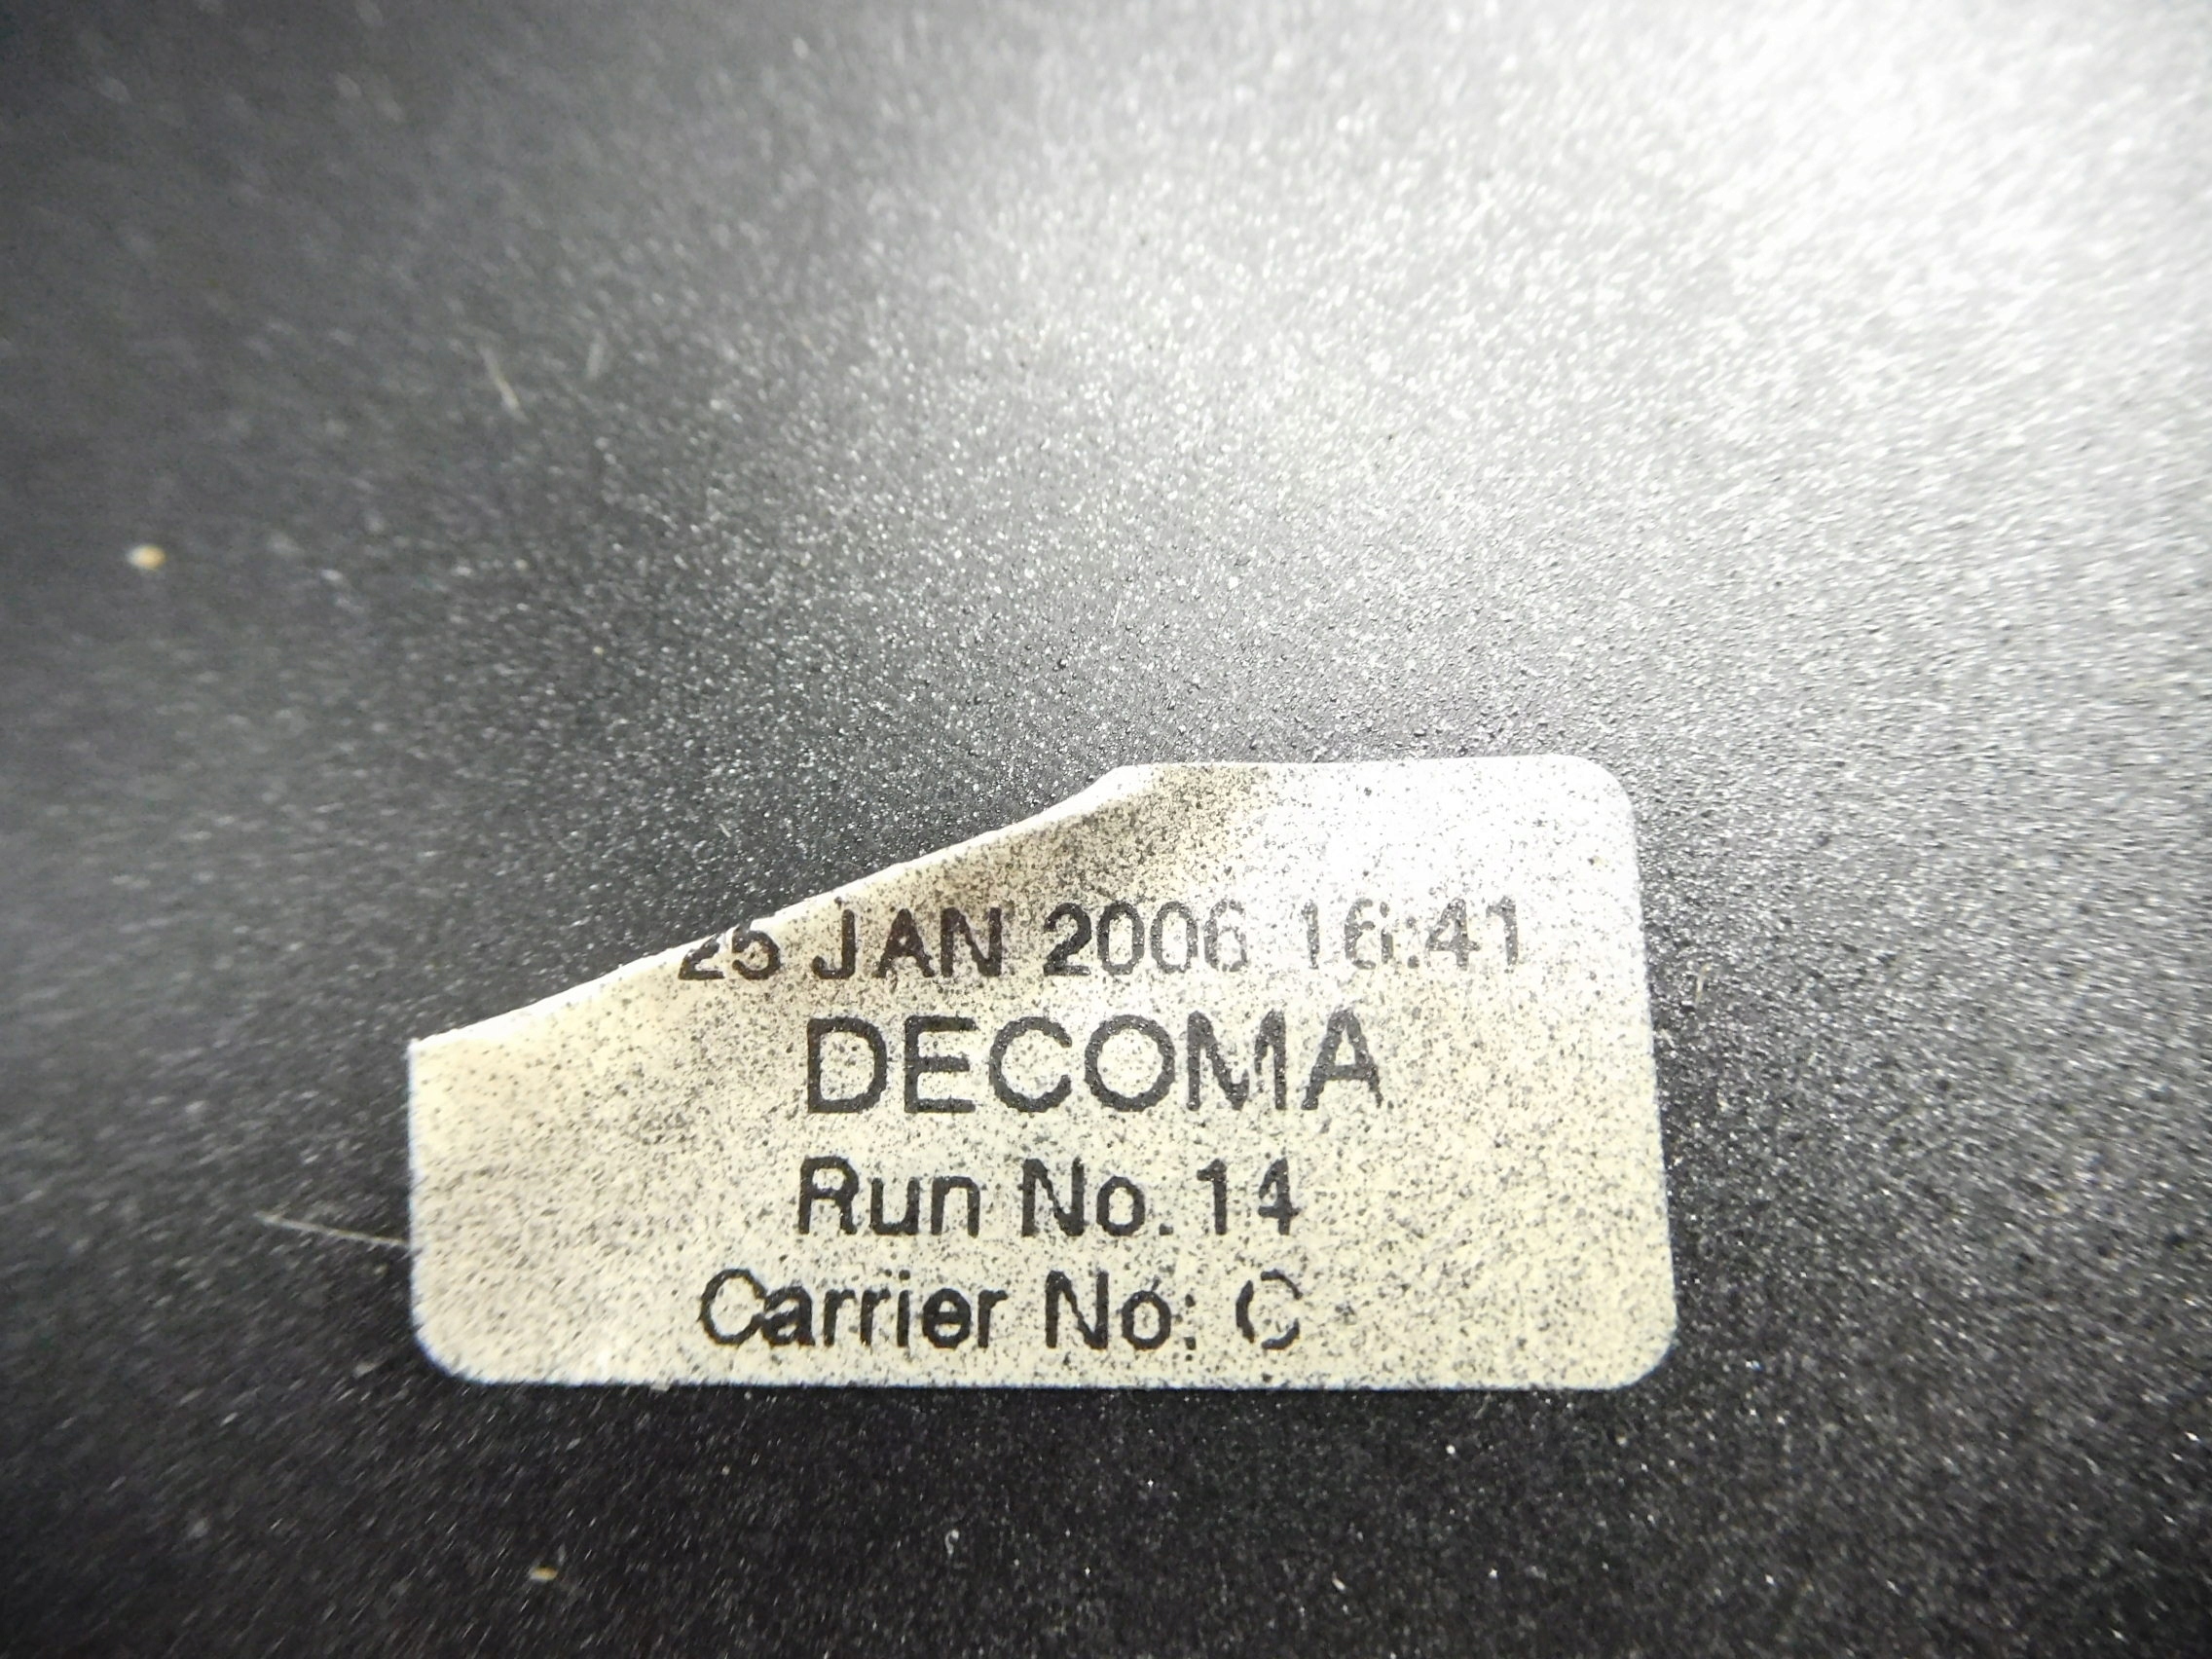 25 JAN 2006 16:41
DECOMA
Run No. 14
Carrier No: C